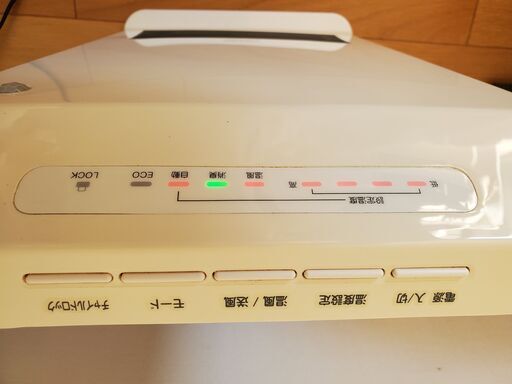 電源 入/切
温度設定
温風 / 送風
モード
チャイルドロック
設定温度
低
高
温風
消臭
自動
ECO
LOCK